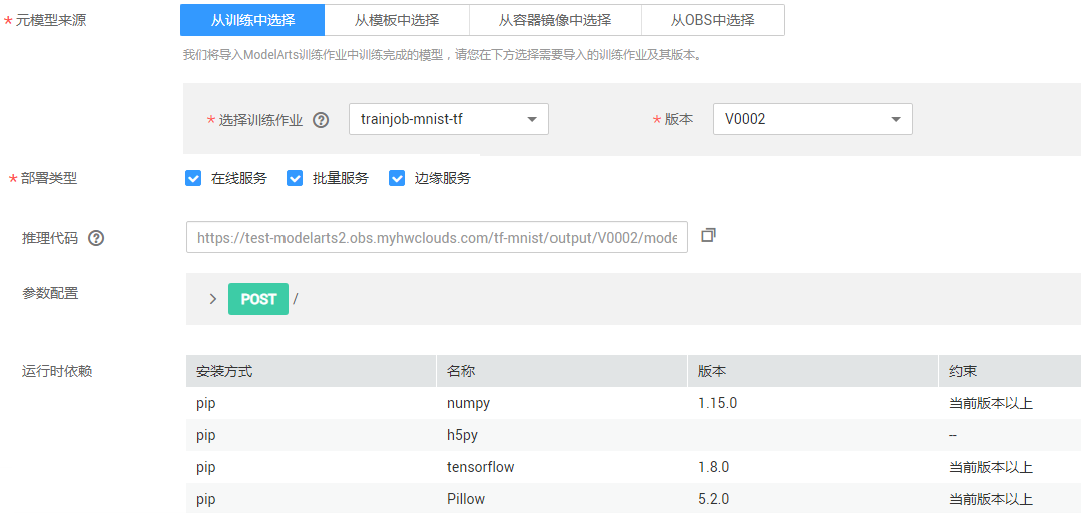 * 元模型来源 从训练中选择 从模板中选择 从容器镜像中选择 从OBS中选择
我们将导入ModelArts训练作业中训练完成的模型，请您在下方选择需要导入的训练作业及其版本。
* 选择训练作业 ? trainjob-mnist-tf * 版本 V0002
* 部署类型 在线服务 批量服务 边缘服务
推理代码 ? https://test-modelarts2.obs.myhwclouds.com/tf-mnist/output/V0002/mode
参数配置 > POST /
运行时依赖 安装方式 名称 版本 约束
pip numpy 1.15.0 当前版本以上
pip h5py --
pip tensorflow 1.8.0 当前版本以上
pip Pillow 5.2.0 当前版本以上